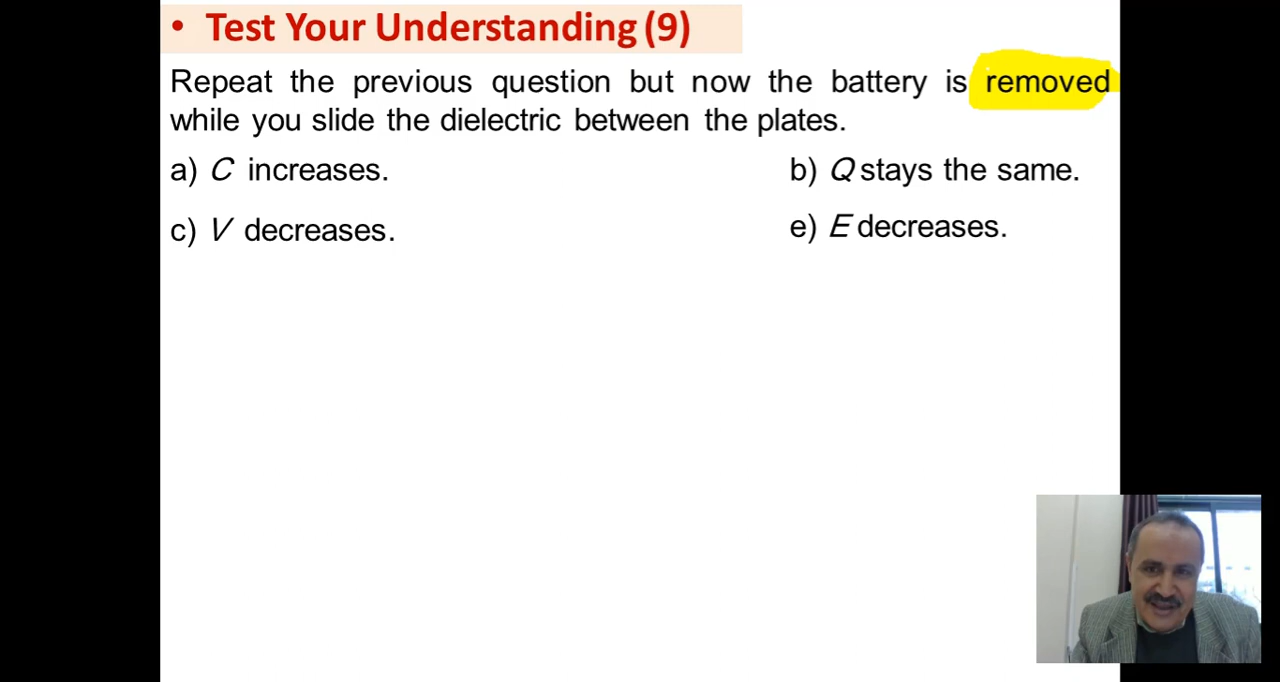 • Test Your Understanding (9)
Repeat the previous question but now the battery is removed
while you slide the dielectric between the plates.
a) C increases.
b) Q stays the same.
c) V decreases.
e) E decreases.